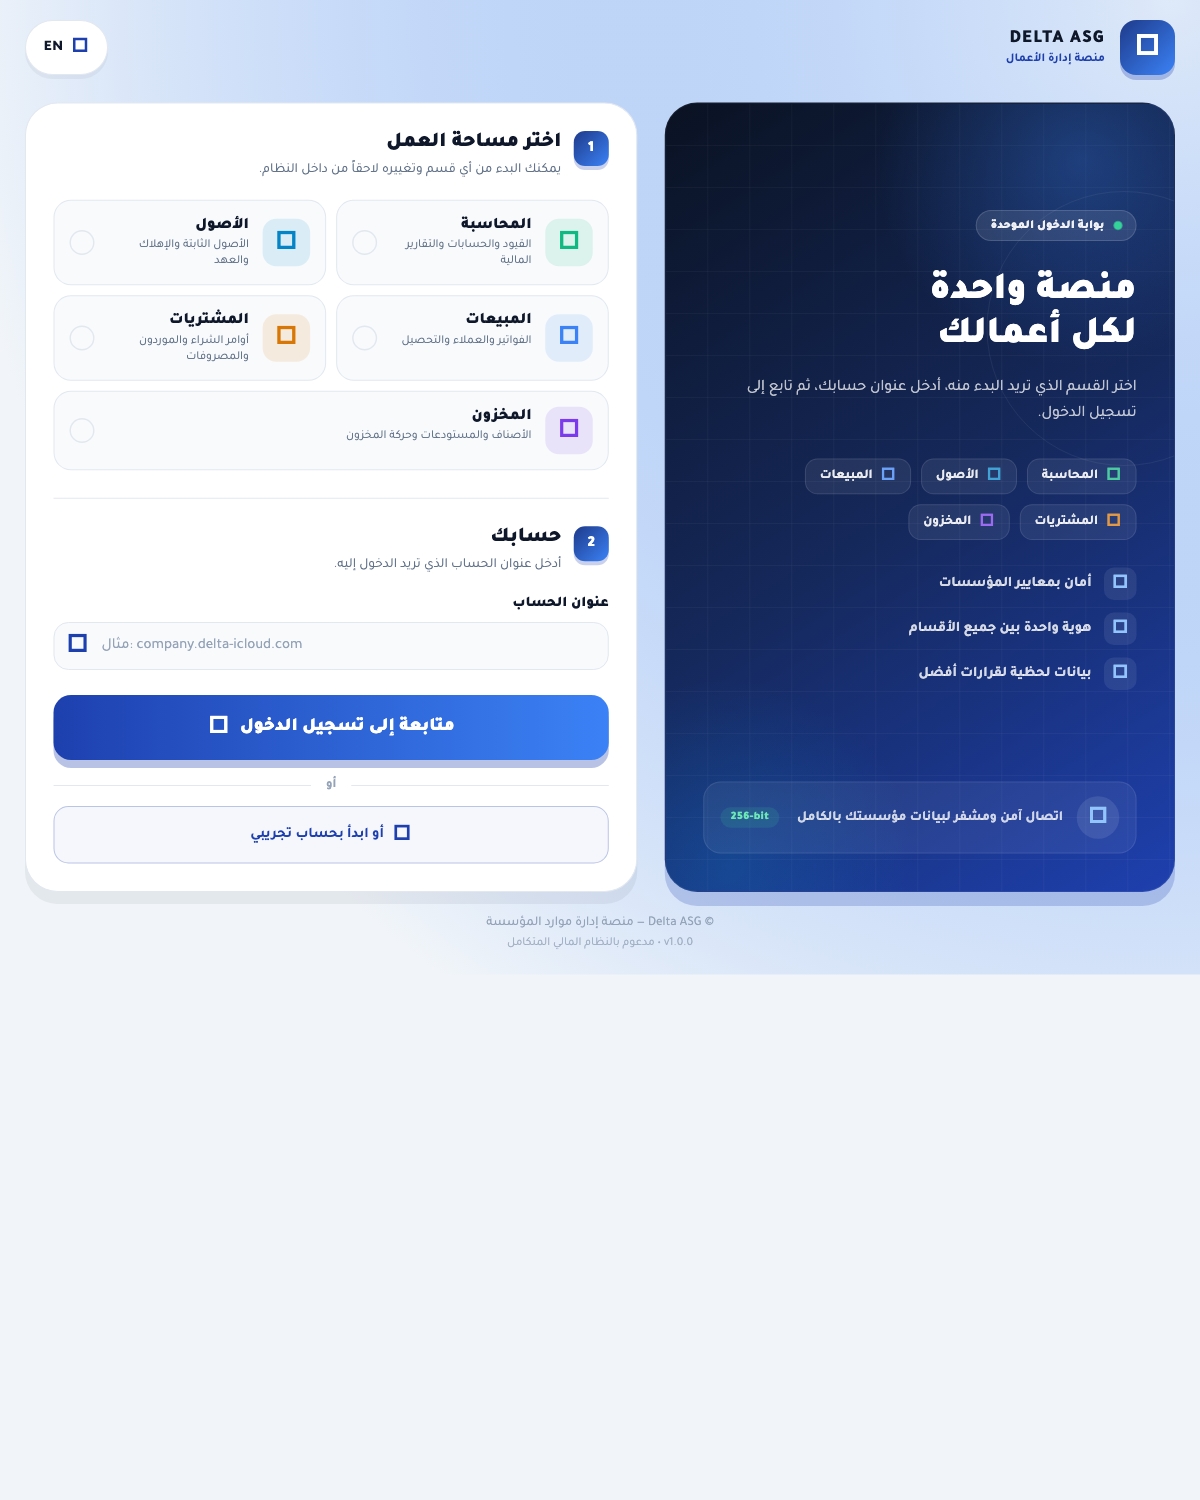 DELTA ASG
منصة إدارة الأعمال
EN
بوابة الدخول الموحدة
منصة واحدة
لكل أعمالك
اختر القسم الذي تريد البدء منه، أدخل عنوان حسابك، ثم تابع إلى
تسجيل الدخول.
المحاسبة
الأصول
المبيعات
المشتريات
المخزون
أمان بمعايير المؤسسات
هوية واحدة بين جميع الأقسام
بيانات لحظية لقرارات أفضل
اتصال آمن ومشفر لبيانات مؤسستك بالكامل
256-bit
1
اختر مساحة العمل
يمكنك البدء من أي قسم وتغييره لاحقاً من داخل النظام.
المحاسبة
القيود والحسابات والتقارير
المالية
الأصول
الأصول الثابتة والإهلاك
والعهد
المبيعات
الفواتير والعملاء والتحصيل
المشتريات
أوامر الشراء والموردون
والمصروفات
المخزون
الأصناف والمستودعات وحركة المخزون
2
حسابك
أدخل عنوان الحساب الذي تريد الدخول إليه.
عنوان الحساب
مثال: company.delta-icloud.com
متابعة إلى تسجيل الدخول
أو
أو ابدأ بحساب تجريبي
© Delta ASG — منصة إدارة موارد المؤسسة
v1.0.0 • مدعوم بالنظام المالي المتكامل